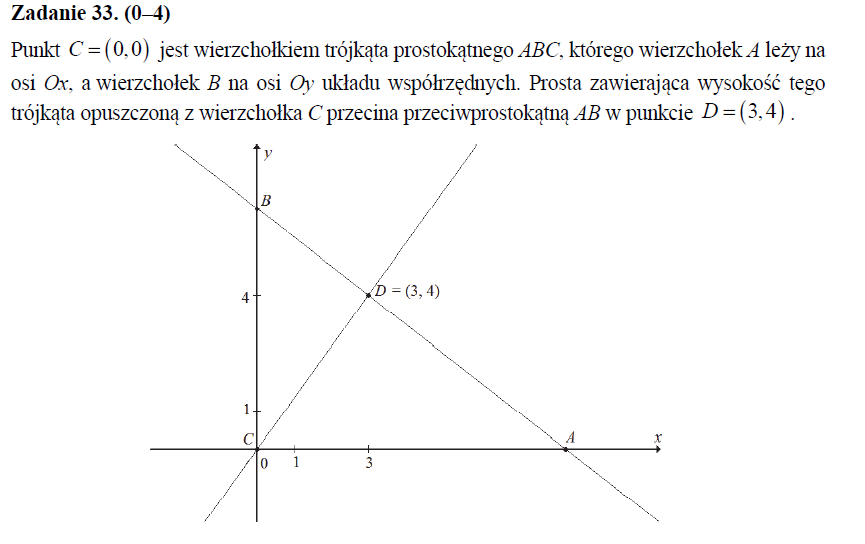 Zadanie 33. (0–4)
Punkt C = (0,0) jest wierzchołkiem trójkąta prostokątnego ABC, którego wierzchołek A leży na
osi Ox, a wierzchołek B na osi Oy układu współrzędnych. Prosta zawierająca wysokość tego
trójkąta opuszczoną z wierzchołka C przecina przeciwprostokątną AB w punkcie D = (3,4) .
y
B
4
D = (3, 4)
1
C
A
x
0
1
3